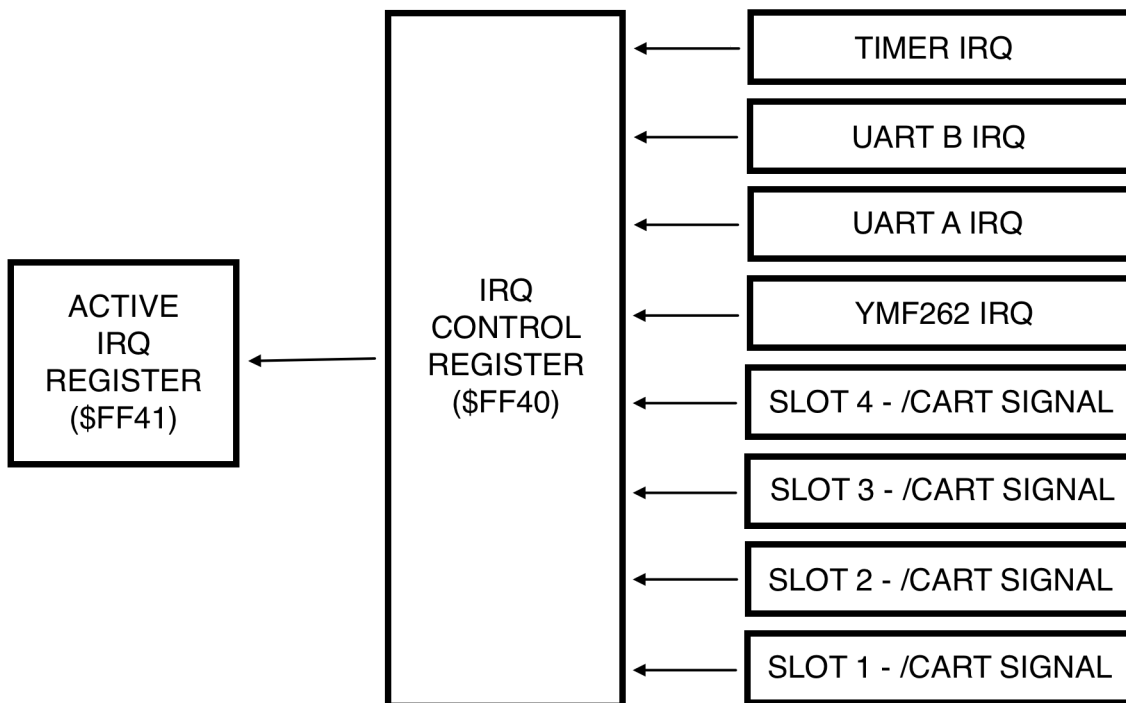 TIMER IRQ
UART B IRQ
UART A IRQ
YMF262 IRQ
SLOT 4 - /CART SIGNAL
SLOT 3 - /CART SIGNAL
SLOT 2 - /CART SIGNAL
SLOT 1 - /CART SIGNAL
IRQ
CONTROL
REGISTER
($FF40)
ACTIVE
IRQ
REGISTER
($FF41)